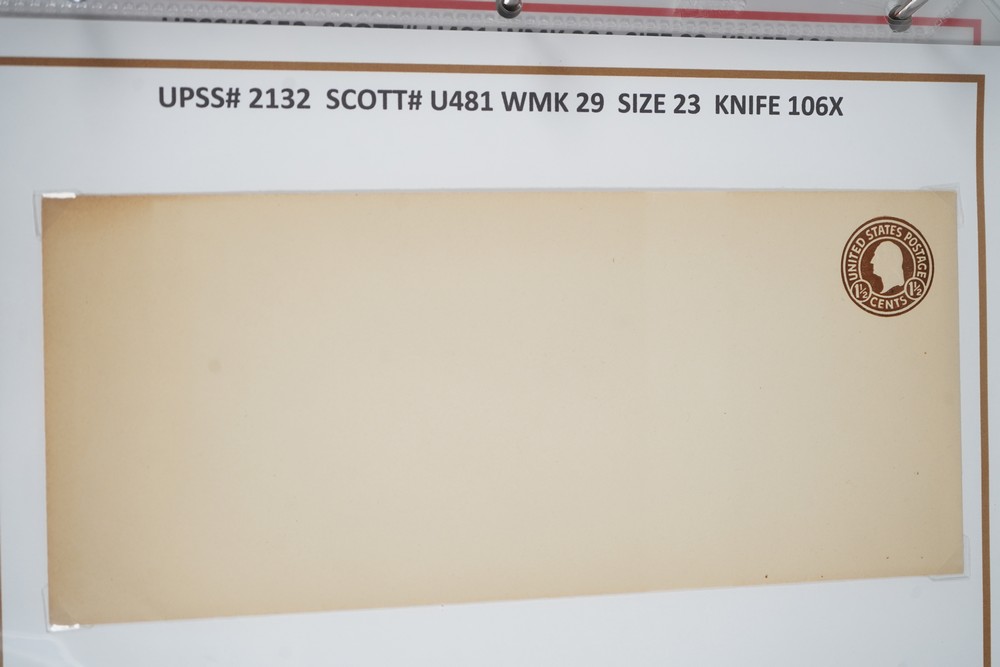 UPSS# 2132 SCOTT# U481 WMK 29 SIZE 23 KNIFE 106X
UNITED STATES POSTAGE
1½ CENTS 1½